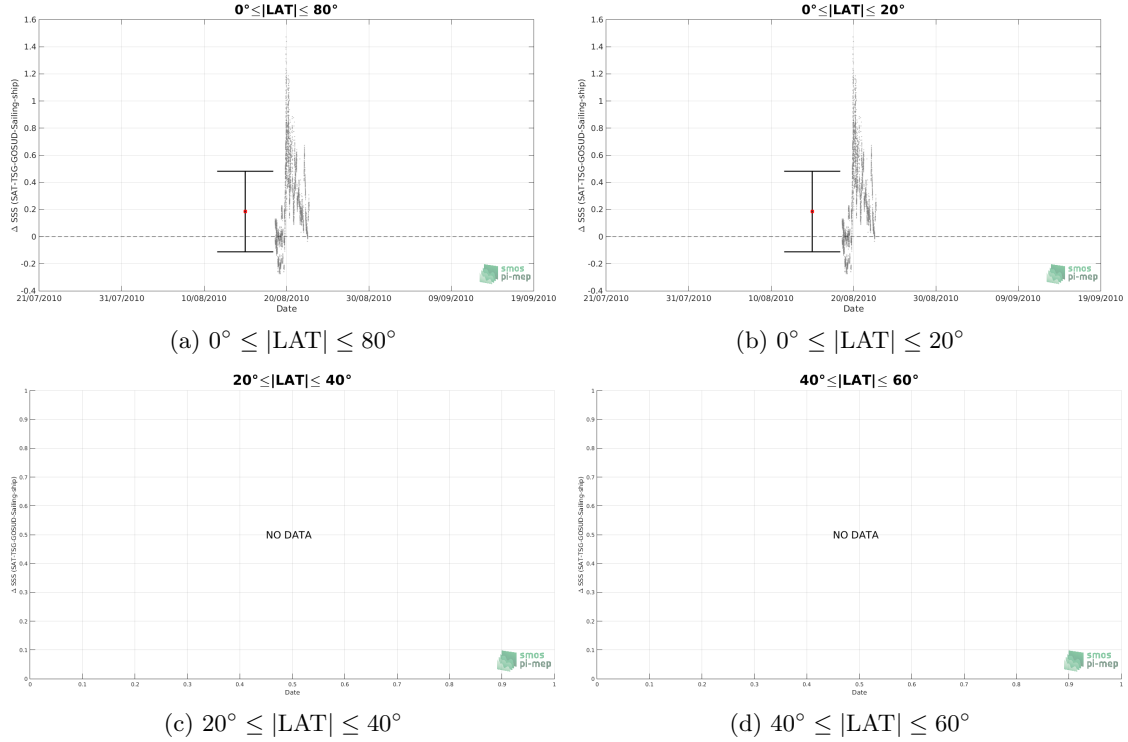 0°≤|LAT|≤ 80°
1.6
1.4
1.2
1
0.8
0.6
0.4
0.2
0
-0.2
-0.4
Δ SSS (SAT-TSG-GOSUD-Sailing-ship)
21/07/2010 31/07/2010 10/08/2010 20/08/2010 30/08/2010 09/09/2010 19/09/2010
Date
smos
pi-mep
(a) 0° ≤ |LAT| ≤ 80°
0°≤|LAT|≤ 20°
1.6
1.4
1.2
1
0.8
0.6
0.4
0.2
0
-0.2
-0.4
Δ SSS (SAT-TSG-GOSUD-Sailing-ship)
21/07/2010 31/07/2010 10/08/2010 20/08/2010 30/08/2010 09/09/2010 19/09/2010
Date
smos
pi-mep
(b) 0° ≤ |LAT| ≤ 20°
20°≤|LAT|≤ 40°
1
0.9
0.8
0.7
0.6
0.5
0.4
0.3
0.2
0.1
0
Δ SSS (SAT-TSG-GOSUD-Sailing-ship)
NO DATA
0 0.1 0.2 0.3 0.4 0.5 0.6 0.7 0.8 0.9 1
Date
smos
pi-mep
(c) 20° ≤ |LAT| ≤ 40°
40°≤|LAT|≤ 60°
1
0.9
0.8
0.7
0.6
0.5
0.4
0.3
0.2
0.1
0
Δ SSS (SAT-TSG-GOSUD-Sailing-ship)
NO DATA
0 0.1 0.2 0.3 0.4 0.5 0.6 0.7 0.8 0.9 1
Date
smos
pi-mep
(d) 40° ≤ |LAT| ≤ 60°